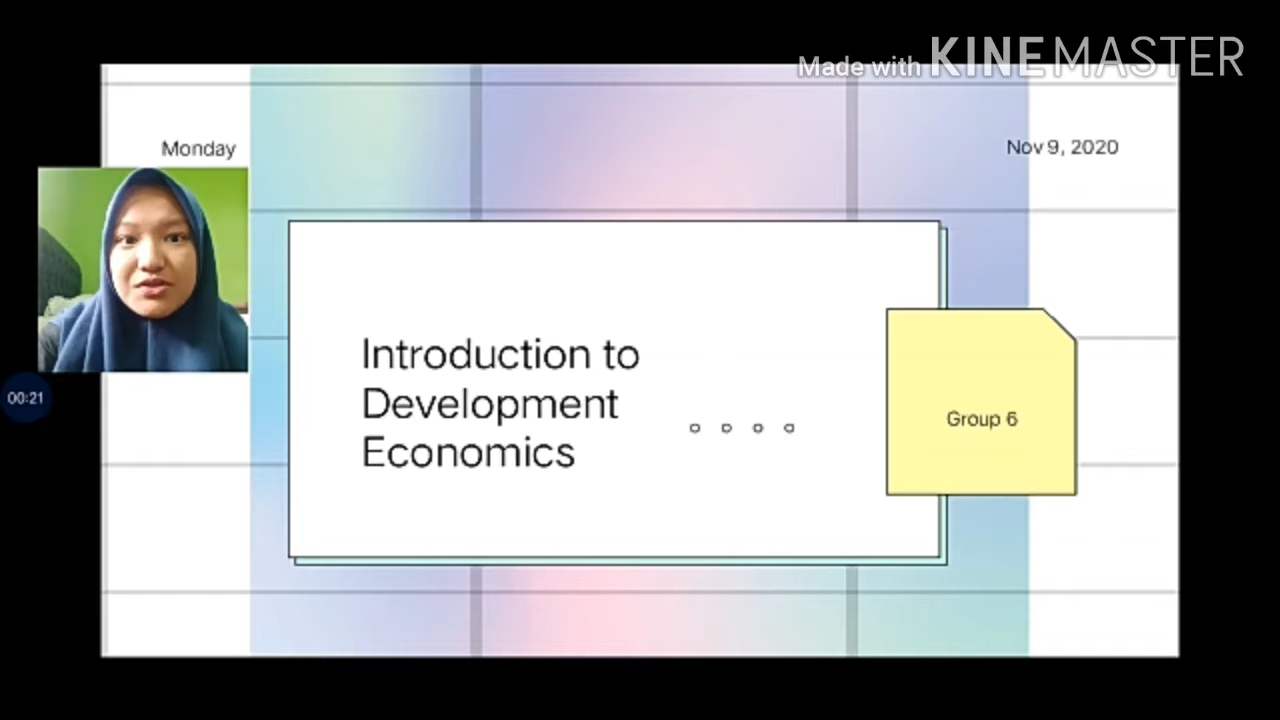 Made with KINEMASTER
Monday
Nov 9, 2020
00:21
Introduction to
Development
Economics
Group 6